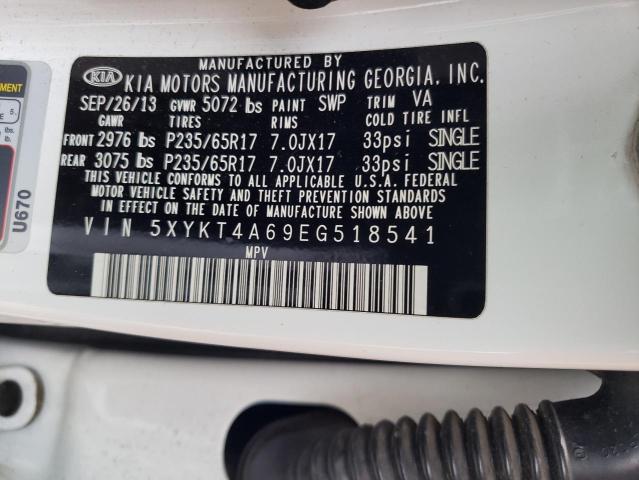 MANUFACTURED BY
KIA KIA MOTORS MANUFACTURING GEORGIA, INC.
SEP/26/13 GVWR 5072 lbs PAINT SWP TRIM VA
GAWR TIRES RIMS COLD TIRE INFL
FRONT 2976 lbs P235/65R17 7.0JX17 33psi SINGLE
REAR 3075 lbs P235/65R17 7.0JX17 33psi SINGLE
THIS VEHICLE CONFORMS TO ALL APPLICABLE U.S.A. FEDERAL
MOTOR VEHICLE SAFETY AND THEFT PREVENTION STANDARDS
IN EFFECT ON THE DATE OF MANUFACTURE SHOWN ABOVE
VIN 5XYKT4A69EG518541
MPV
U670